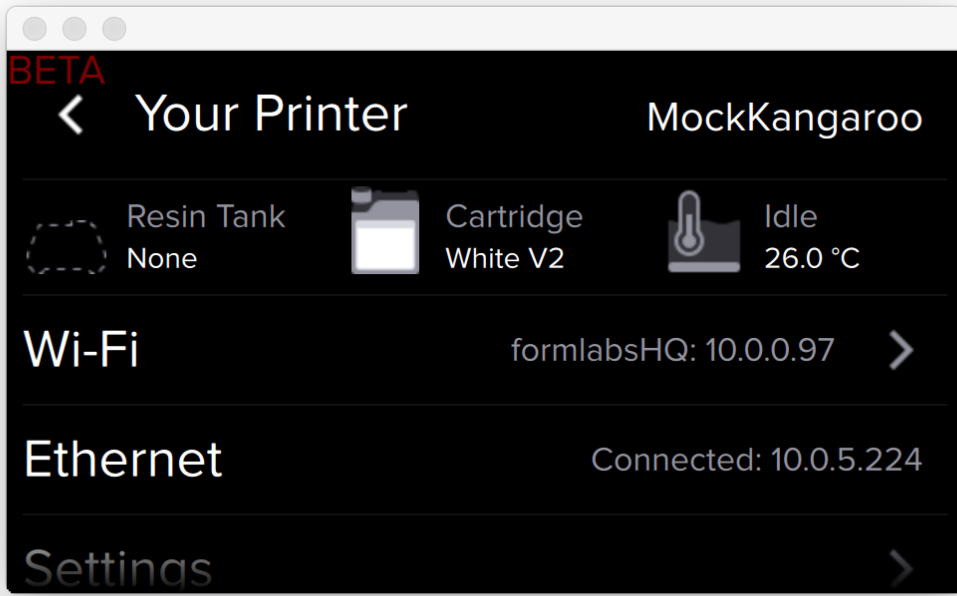 BETA
Your Printer
MockKangaroo
Resin Tank
None
Cartridge
White V2
Idle
26.0 °C
Wi-Fi
formlabsHQ: 10.0.0.97
Ethernet
Connected: 10.0.5.224
Settings